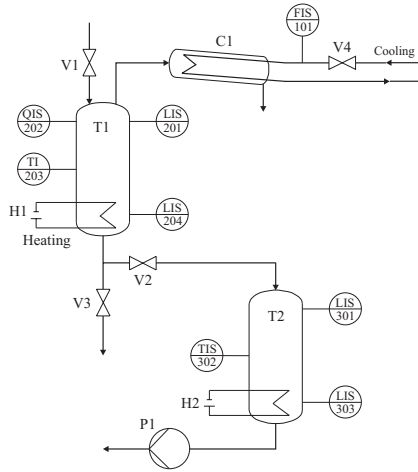 FIS
101
C1
V4
Cooling
V1
QIS
202
T1
LIS
201
TI
203
H1
LIS
204
Heating
V2
V3
T2
LIS
301
TIS
302
H2
LIS
303
P1